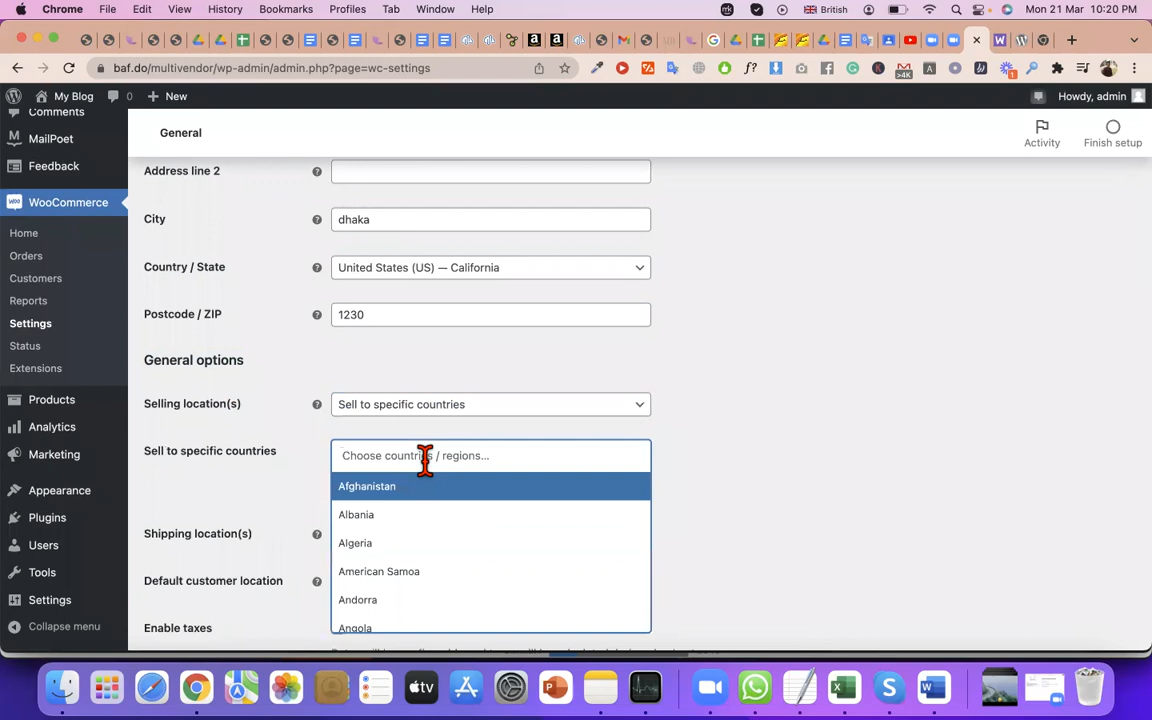 Chrome File Edit View History Bookmarks Profiles Tab Window Help British Mon 21 Mar 10:20 PM
baf.do/multivendor/wp-admin/admin.php?page=wc-settings
My Blog 0 + New Howdy, admin
Comments
MailPoet
Feedback
WooCommerce
Home
Orders
Customers
Reports
Settings
Status
Extensions
Products
Analytics
Marketing
Appearance
Plugins
Users
Tools
Settings
Collapse menu
General
Activity
Finish setup
Address line 2
City
dhaka
Country / State
United States (US) — California
Postcode / ZIP
1230
General options
Selling location(s)
Sell to specific countries
Sell to specific countries
Choose countries / regions...
Afghanistan
Albania
Algeria
American Samoa
Andorra
Angola
Shipping location(s)
Default customer location
Enable taxes